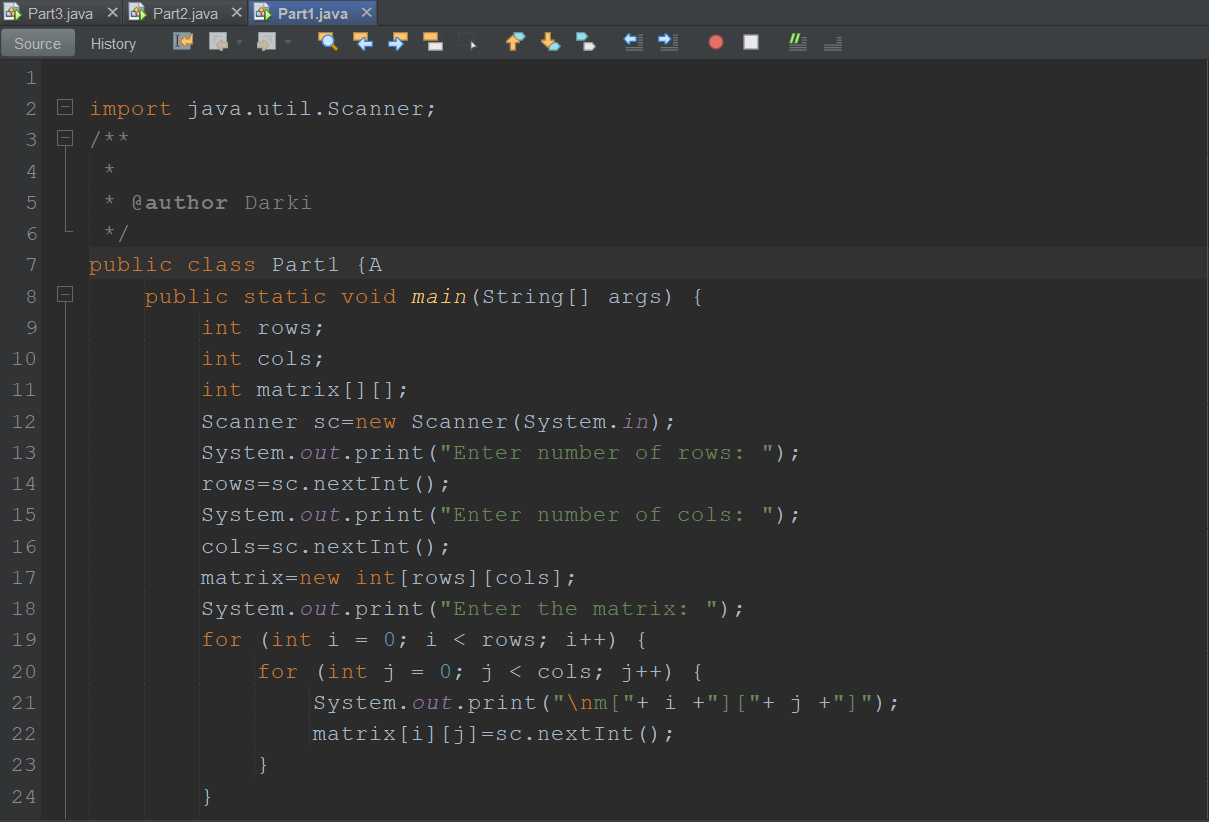 Part3.java Part2.java Part1.java
Source History
1
2 import java.util.Scanner;
3 /**
4 *
5 * @author Darki
6 */
7 public class Part1 {A
8 public static void main(String[] args) {
9 int rows;
10 int cols;
11 int matrix[][];
12 Scanner sc=new Scanner(System.in);
13 System.out.print("Enter number of rows: ");
14 rows=sc.nextInt();
15 System.out.print("Enter number of cols: ");
16 cols=sc.nextInt();
17 matrix=new int[rows][cols];
18 System.out.print("Enter the matrix: ");
19 for (int i = 0; i < rows; i++) {
20 for (int j = 0; j < cols; j++) {
21 System.out.print("\nm["+ i +"]["+ j +"]");
22 matrix[i][j]=sc.nextInt();
23 }
24 }